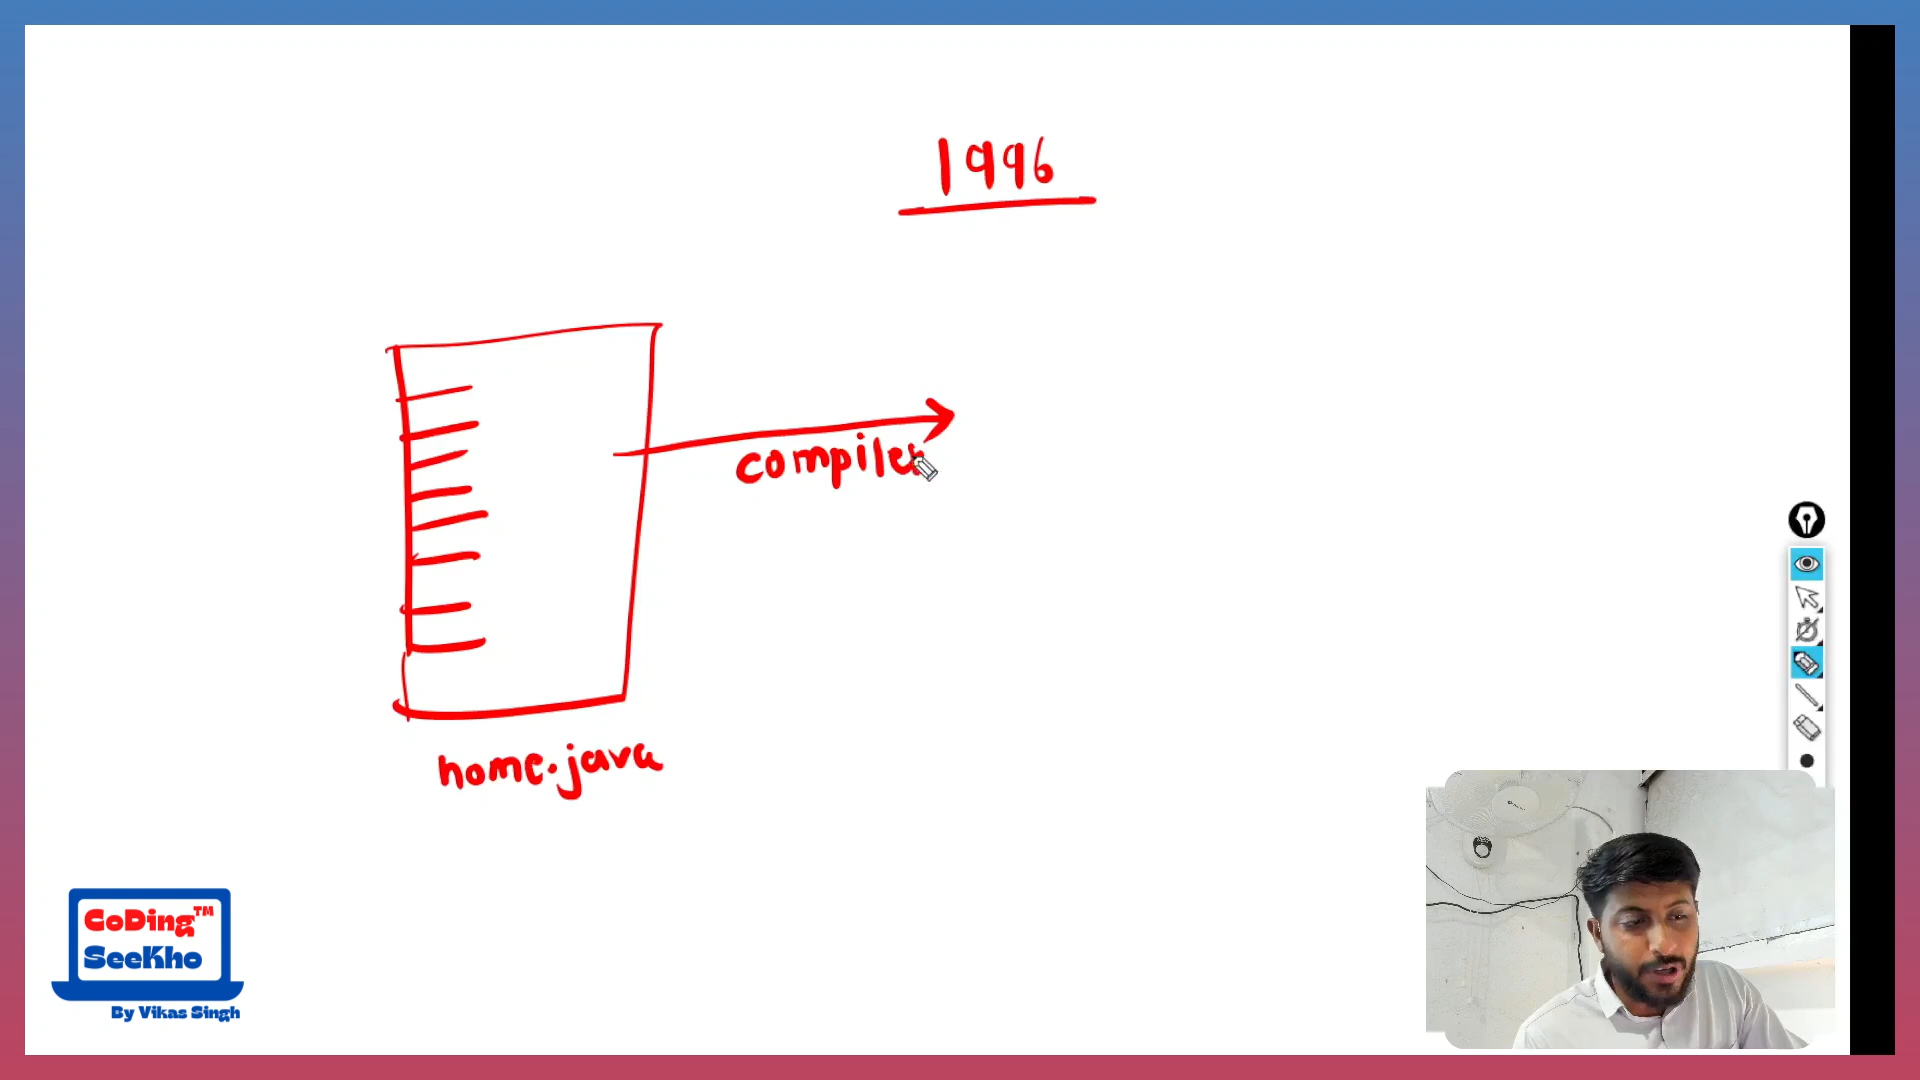 1996
compiler
home.java
CoDing™
SeeKho
By Vikas Singh